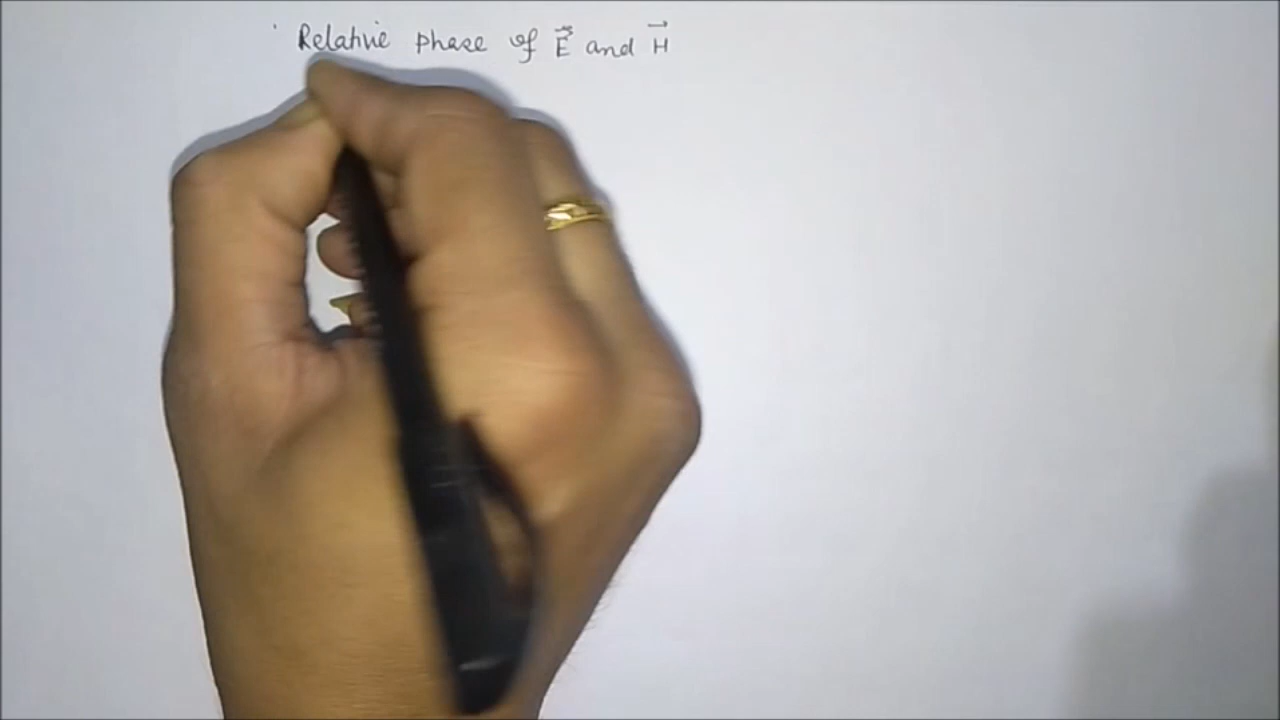 Relative phase of E⃗ and H⃗